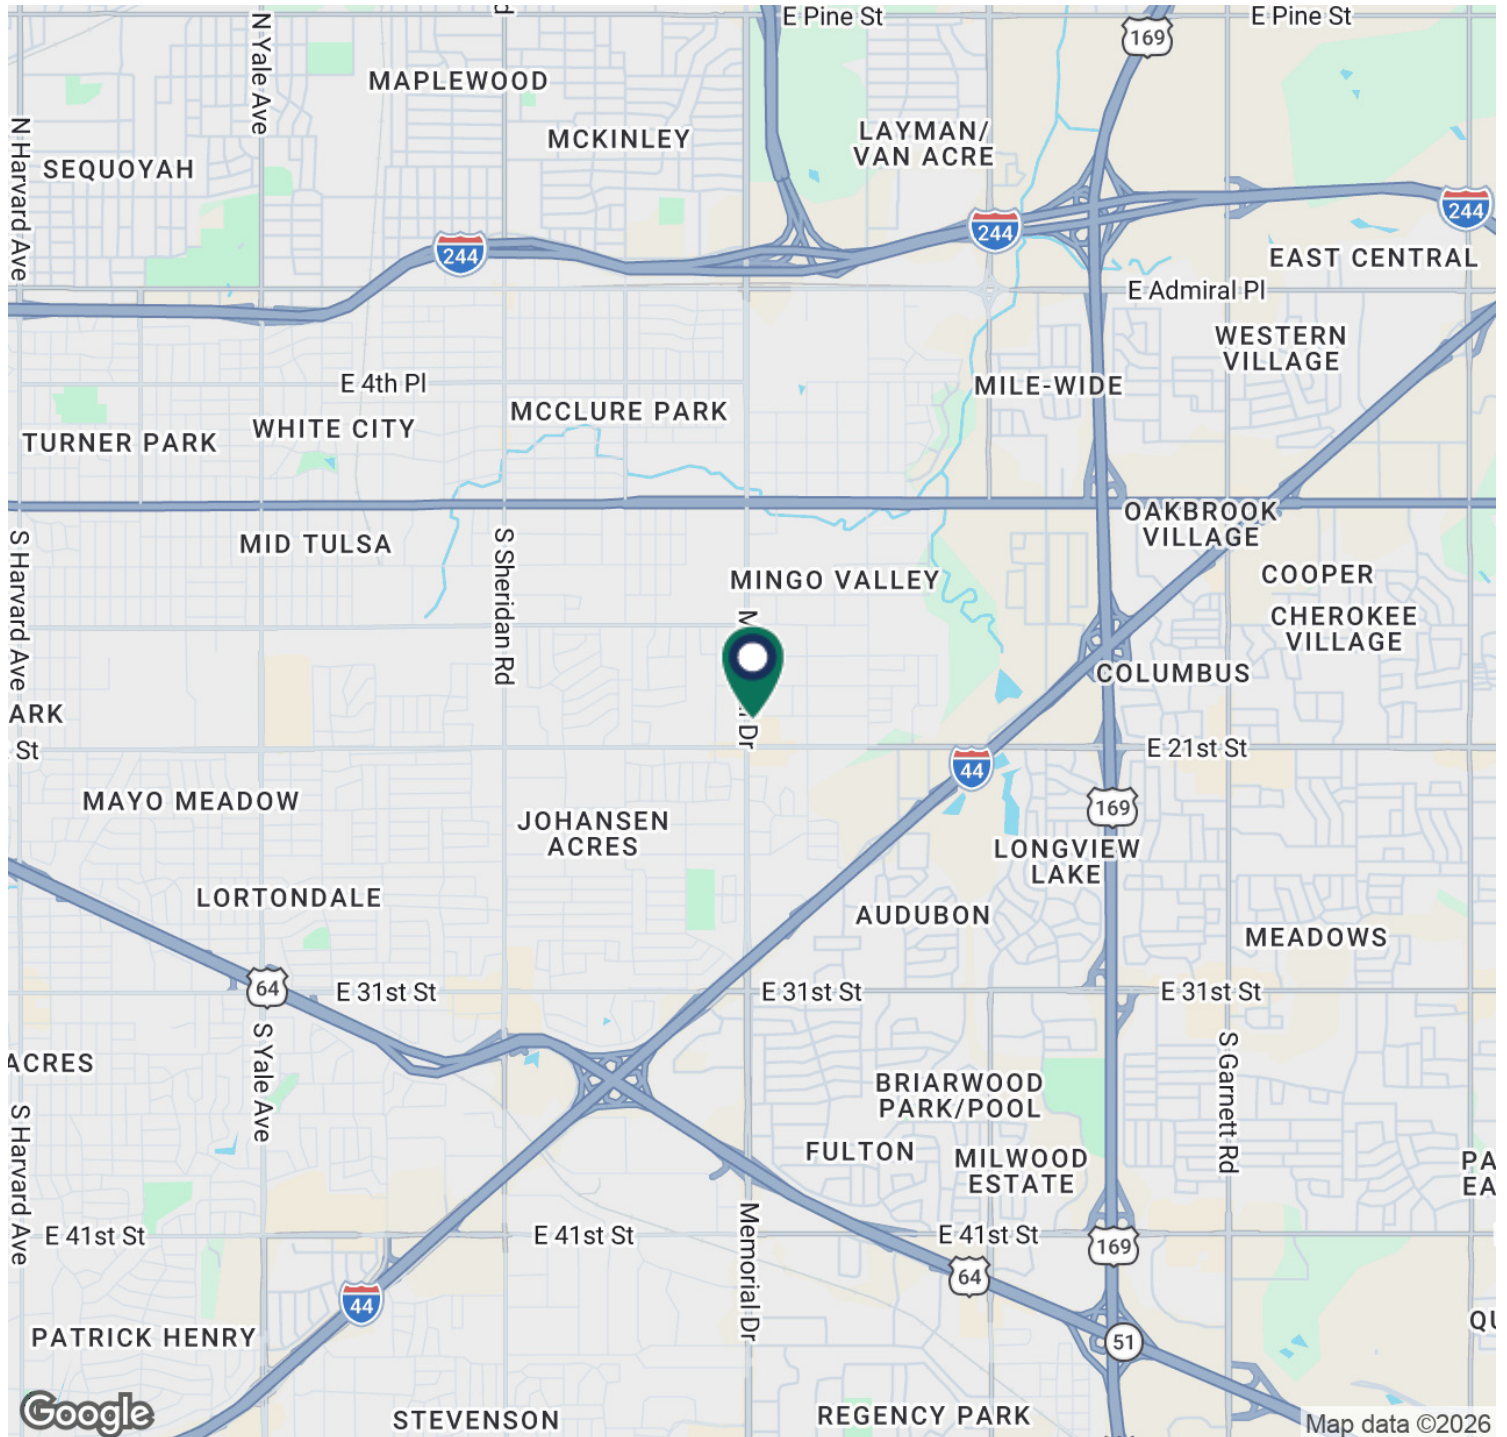 E Pine St
E Pine St
169
N Yale Ave
MAPLEWOOD
N Harvard Ave
MCKINLEY
LAYMAN/
VAN ACRE
SEQUOYAH
244
244
244
EAST CENTRAL
E Admiral Pl
WESTERN
VILLAGE
E 4th Pl
MILE-WIDE
MCCLURE PARK
WHITE CITY
TURNER PARK
OAKBROOK
VILLAGE
S Harvard Ave
MID TULSA
S Sheridan Rd
MINGO VALLEY
COOPER
CHEROKEE
VILLAGE
COLUMBUS
ARK
St
Dr
E 21st St
44
169
MAYO MEADOW
JOHANSEN
ACRES
LONGVIEW
LAKE
LORTONDALE
AUDUBON
MEADOWS
64
E 31st St
E 31st St
E 31st St
S Yale Ave
S Garnett Rd
ACRES
BRIARWOOD
PARK/POOL
S Harvard Ave
FULTON
MILWOOD
ESTATE
PA
EA
E 41st St
E 41st St
Memorial Dr
E 41st St
169
64
44
51
QU
PATRICK HENRY
Google
STEVENSON
REGENCY PARK
Map data ©2026